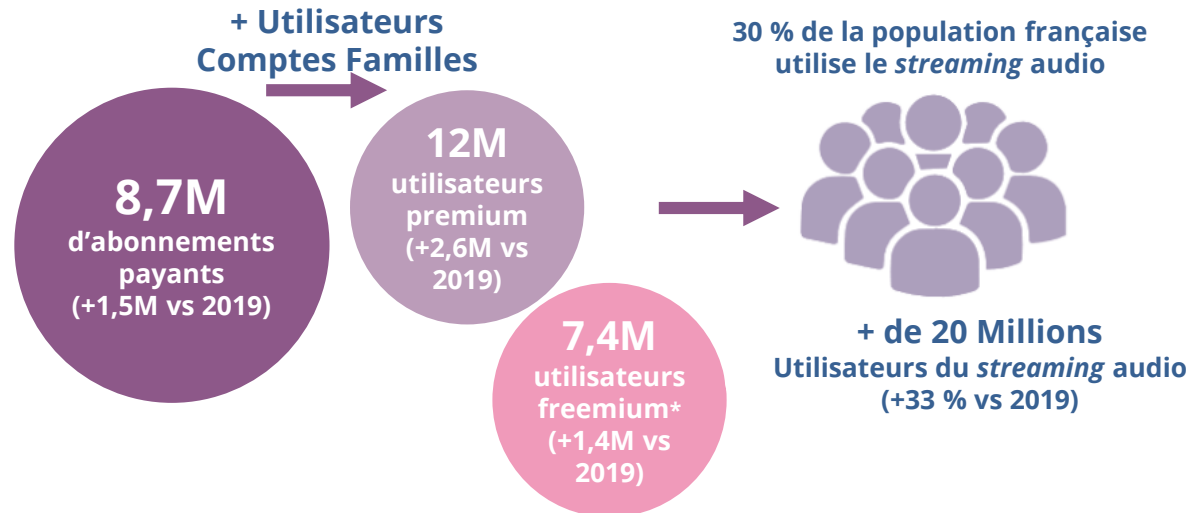 + Utilisateurs
Comptes Familles
8,7M
d’abonnements
payants
(+1,5M vs 2019)
12M
utilisateurs
premium
(+2,6M vs
2019)
7,4M
utilisateurs
freemium*
(+1,4M vs
2019)
30 % de la population française
utilise le streaming audio
+ de 20 Millions
Utilisateurs du streaming audio
(+33 % vs 2019)